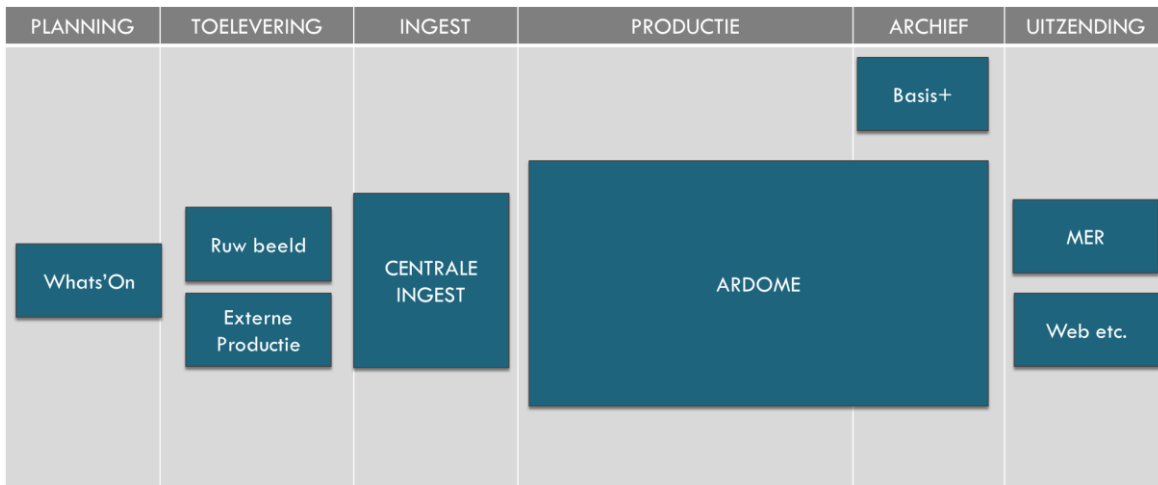 PLANNING
TOELEVERING
INGEST
PRODUCTIE
ARCHIEF
UITZENDING
Basis+
Whats'On
Ruw beeld
Externe
Productie
CENTRALE
INGEST
ARDOME
MER
Web etc.